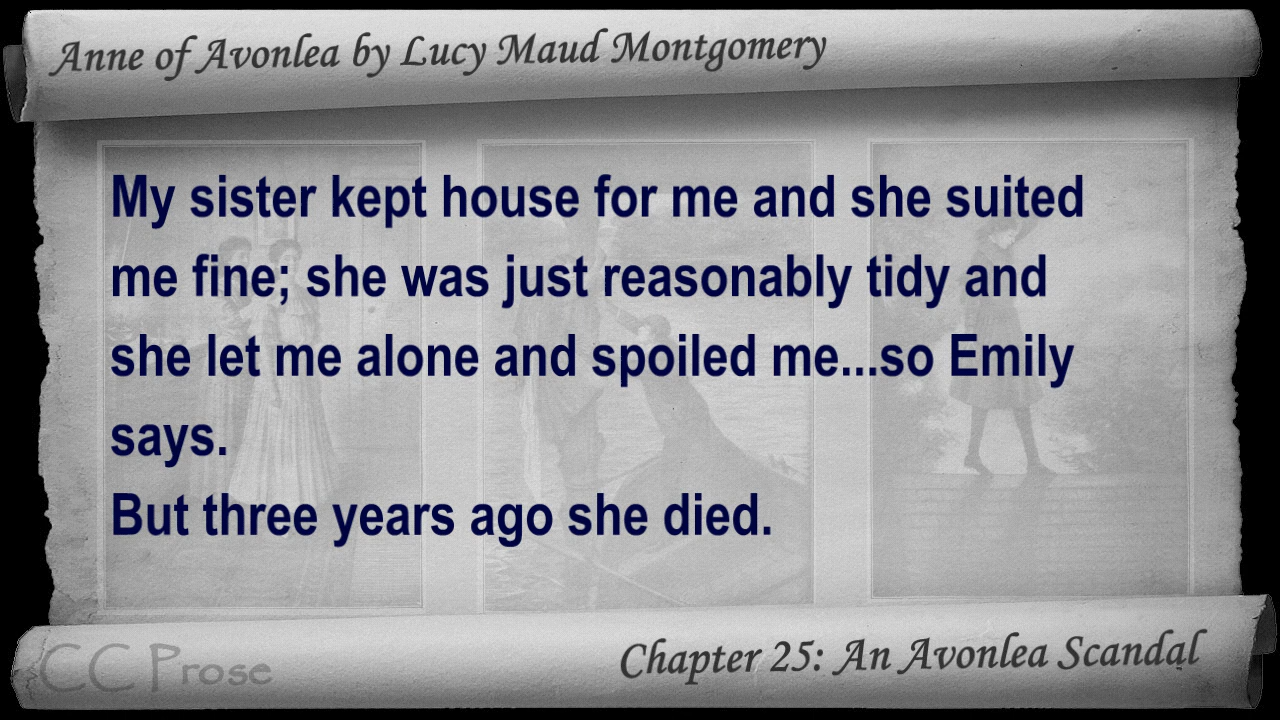 Anne of Avonlea by Lucy Maud Montgomery
My sister kept house for me and she suited
me fine; she was just reasonably tidy and
she let me alone and spoiled me...so Emily
says.
But three years ago she died.
CC Prose
Chapter 25: An Avonlea Scandal